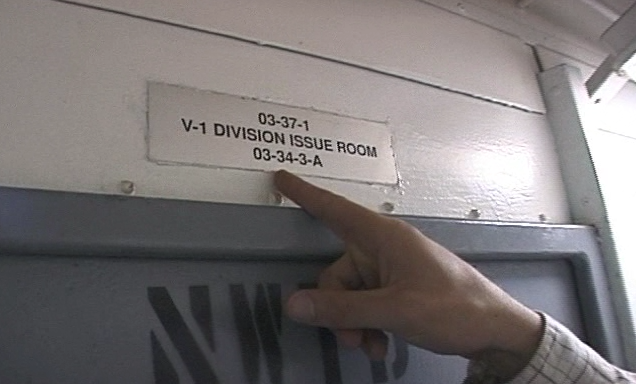 03-37-1
V-1 DIVISION ISSUE ROOM
03-34-3-A